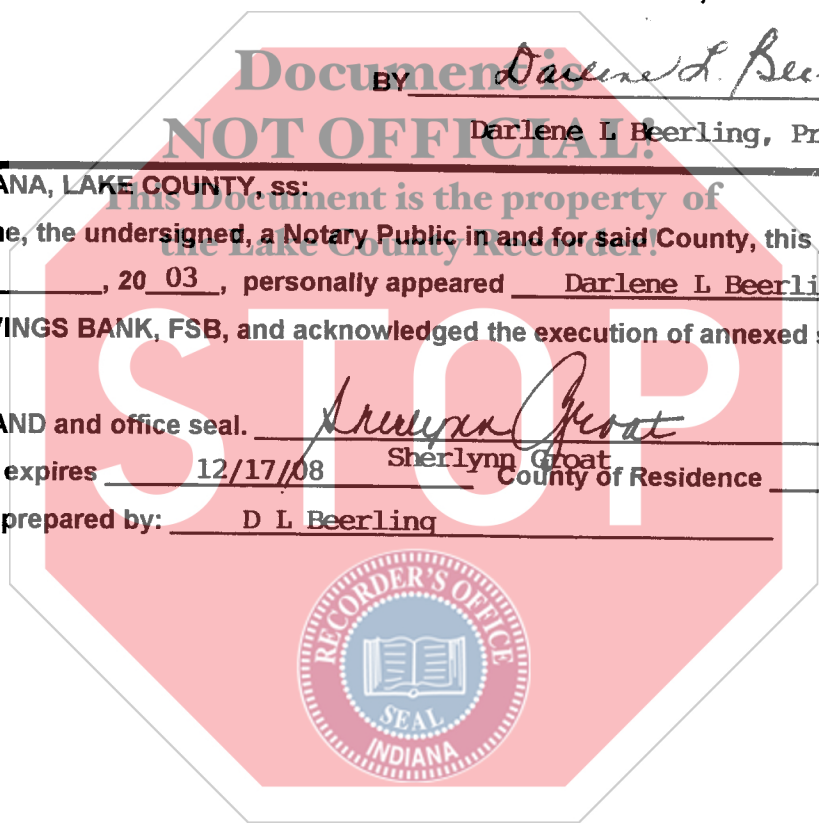 Document is
BY Darlene L. Bee
NOT OFFICIAL!
Darlene L Beerling, Pr
ANA, LAKE COUNTY, ss:
This Document is the property of
e, the undersigned, a Notary Public in and for said County, this
the Lake County Recorder!
, 20 03 , personally appeared Darlene L Beerli
INGS BANK, FSB, and acknowledged the execution of annexed
STOP
AND and office seal. Sherlynn Groat
Sherlynn Groat
expires 12/17/08 County of Residence
prepared by: D L Beerling
RECORDER'S OFFICE
SEAL
INDIANA